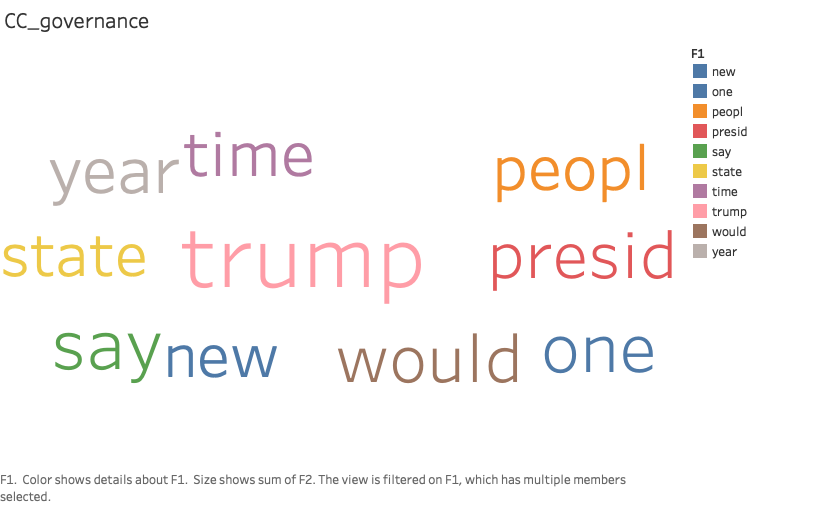 CC_governance
F1
new
one
peopl
presid
say
state
time
trump
would
year
year time peopl
state trump presid
say new would one
F1. Color shows details about F1. Size shows sum of F2. The view is filtered on F1, which has multiple members
selected.